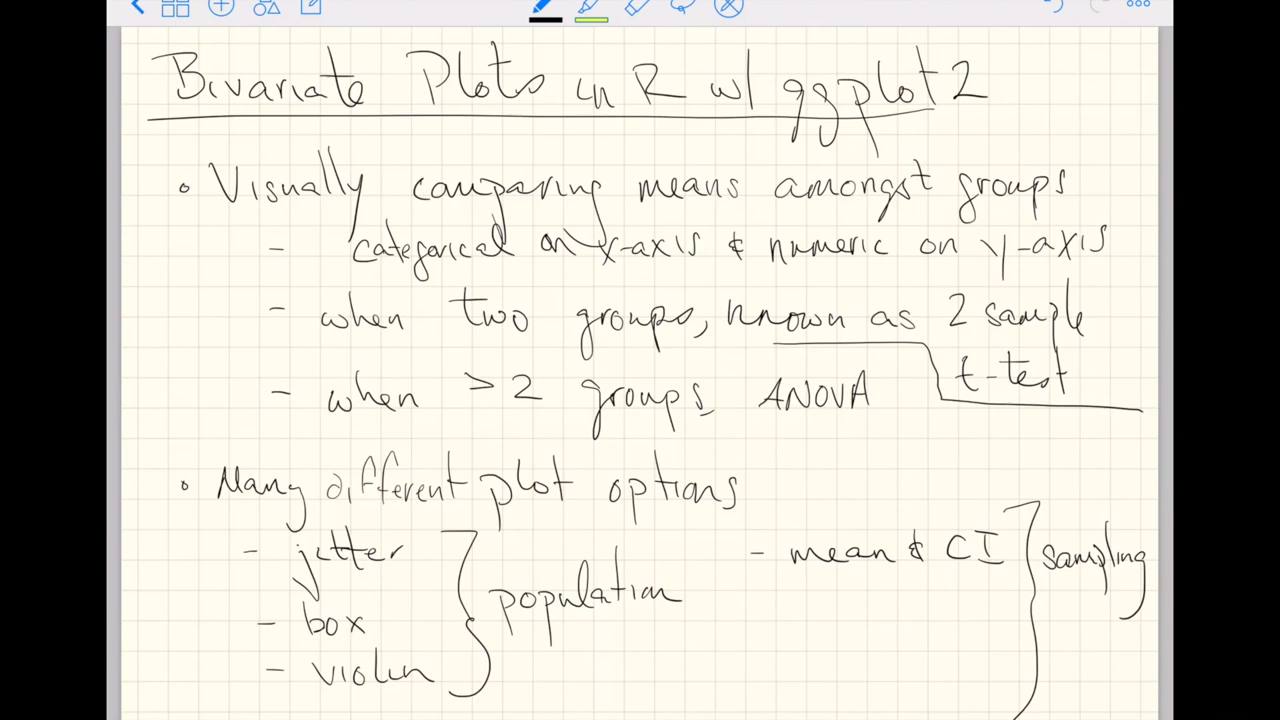 Bivariate Plots in R w/ ggplot2
• Visually comparing means amongst groups
- categorical on x-axis & numeric on y-axis
- when two groups, known as 2 sample
t-test
- when >2 groups ANOVA
• Many different plot options
- jitter
- box
- violin
population
- mean & CI
sampling